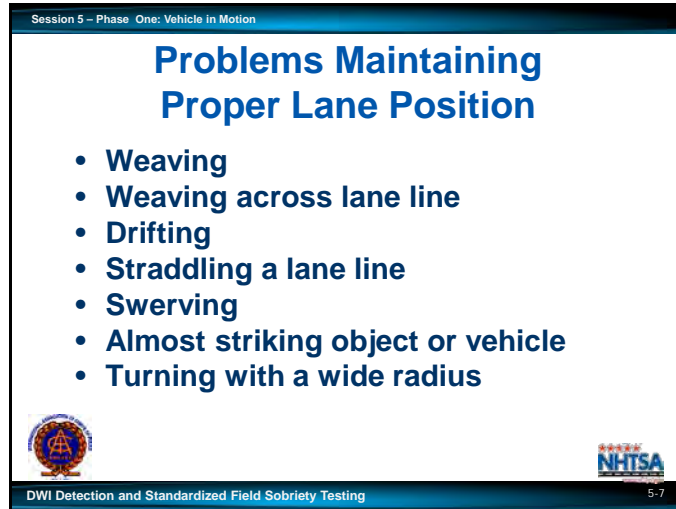 Session 5 – Phase One: Vehicle in Motion
Problems Maintaining
Proper Lane Position
• Weaving
• Weaving across lane line
• Drifting
• Straddling a lane line
• Swerving
• Almost striking object or vehicle
• Turning with a wide radius
NHTSA
DWI Detection and Standardized Field Sobriety Testing
5-7